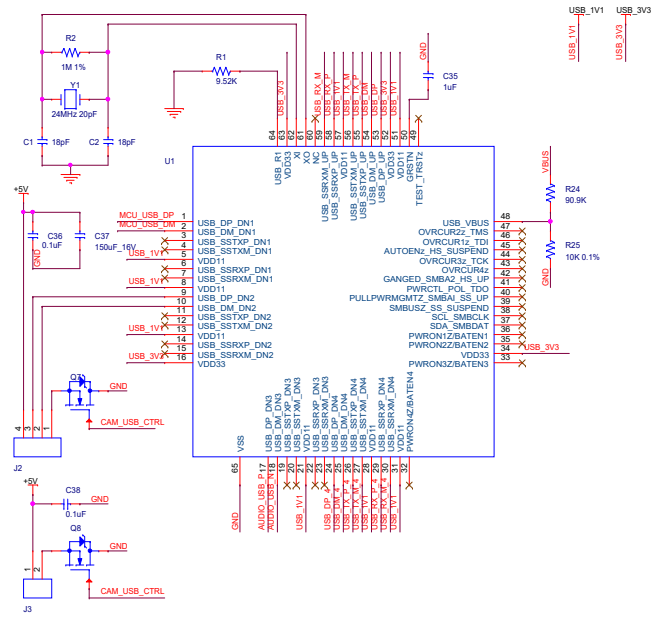 USB_1V1
USB_3V3
USB_1V1
USB_3V3
R2
1M 1%
Y1
24MHz 20pF
C1
18pF
C2
18pF
R1
9.52K
GND
C35
1uF
USB_3V3
USB_RX_M
USB_RX_P
USB_1V1
USB_TX_M
USB_TX_P
USB_DM
USB_DP
USB_3V3
USB_1V1
64
63
62
61
60
59
58
57
56
55
54
53
52
51
50
49
U1
USB_R1
VDD33
XI
XO
NC
USB_SSRXM_UP
USB_SSRXP_UP
VDD11
USB_SSTXM_UP
USB_SSTXP_UP
USB_DM_UP
USB_DP_UP
VDD33
VDD11
GRSTN
TEST_TRSTz
+5V
C36
0.1uF
GND
C37
150uF_16V
MCU_USB_DP
MCU_USB_DM
USB_1V1
USB_1V1
USB_1V1
USB_3V3
1 USB_DP_DN1
2 USB_DM_DN1
3 USB_SSTXP_DN1
4 USB_SSTXM_DN1
5 VDD11
6 USB_SSRXP_DN1
7 USB_SSRXM_DN1
8 VDD11
9 USB_DP_DN2
10 USB_DM_DN2
11 USB_SSTXP_DN2
12 USB_SSTXM_DN2
13 VDD11
14 USB_SSRXP_DN2
15 USB_SSRXM_DN2
16 VDD33
USB_VBUS 48
OVRCUR2z_TMS 47
OVRCUR1z_TDI 46
AUTOENz_HS_SUSPEND 45
OVRCUR3z_TCK 44
OVRCUR4z 43
GANGED_SMBA2_HS_UP 42
PWRCTL_POL_TDO 41
PULLPWRMGMTZ_SMBAI_SS_UP 40
SMBUSZ_SS_SUSPEND 39
SCL_SMBCLK 38
SDA_SMBDAT 37
PWRON1Z/BATEN1 36
PWRON2Z/BATEN2 35
VDD33 34
PWRON3Z/BATEN3 33
VBUS
R24
90.9K
R25
10K 0.1%
GND
USB_3V3
VSS
USB_DP_DN3
USB_DM_DN3
USB_SSTXP_DN3
USB_SSTXM_DN3
VDD11
USB_SSRXP_DN3
USB_SSRXM_DN3
USB_DP_DN4
USB_DM_DN4
USB_SSTXP_DN4
USB_SSTXM_DN4
VDD11
USB_SSRXP_DN4
USB_SSRXM_DN4
VDD11
PWRON4Z/BATEN4
65
17
18
19
20
21
22
23
24
25
26
27
28
29
30
31
32
GND
AUDIO_USB_P
AUDIO_USB_N
USB_1V1
USB_DP_4
USB_DM_4
USB_TX_P_4
USB_TX_M_4
USB_1V1
USB_RX_P_4
USB_RX_M_4
USB_1V1
Q7
GND
CAM_USB_CTRL
4
3
2
1
J2
+5V
C38
0.1uF
GND
Q8
GND
CAM_USB_CTRL
1
2
J3